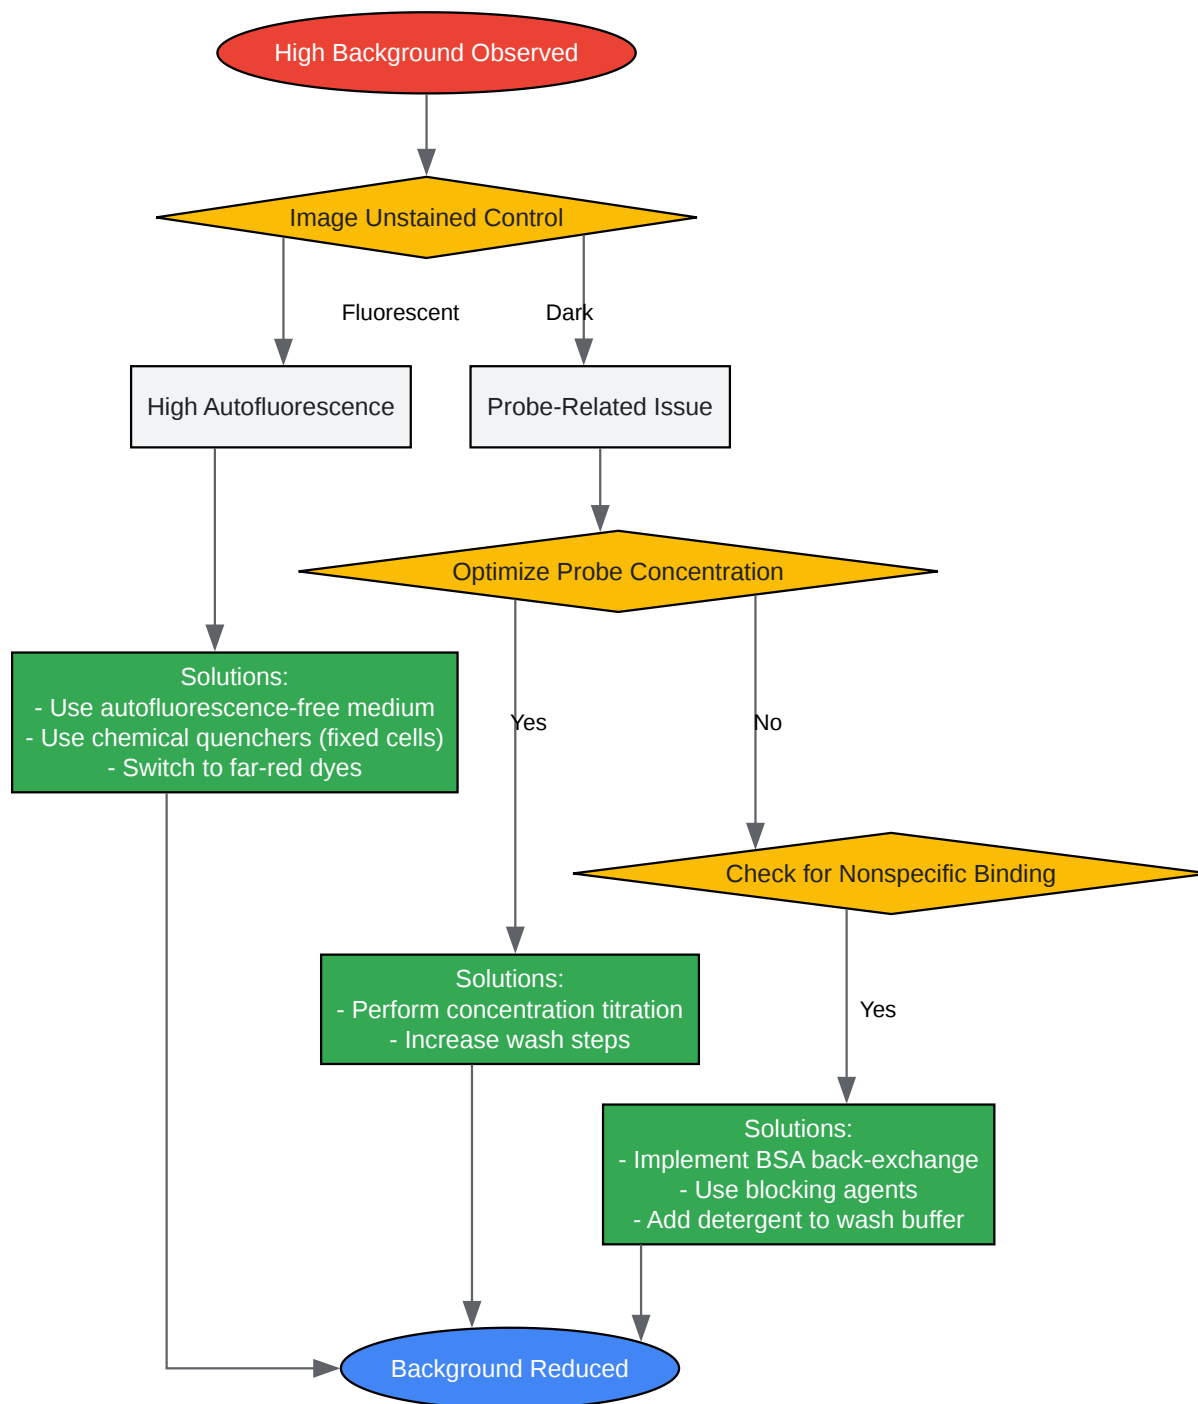 High Background Observed
Image Unstained Control
Fluorescent
Dark
High Autofluorescence
Probe-Related Issue
Optimize Probe Concentration
Solutions:
- Use autofluorescence-free medium
- Use chemical quenchers (fixed cells)
- Switch to far-red dyes
Yes
No
Check for Nonspecific Binding
Solutions:
- Perform concentration titration
- Increase wash steps
Yes
Solutions:
- Implement BSA back-exchange
- Use blocking agents
- Add detergent to wash buffer
Background Reduced